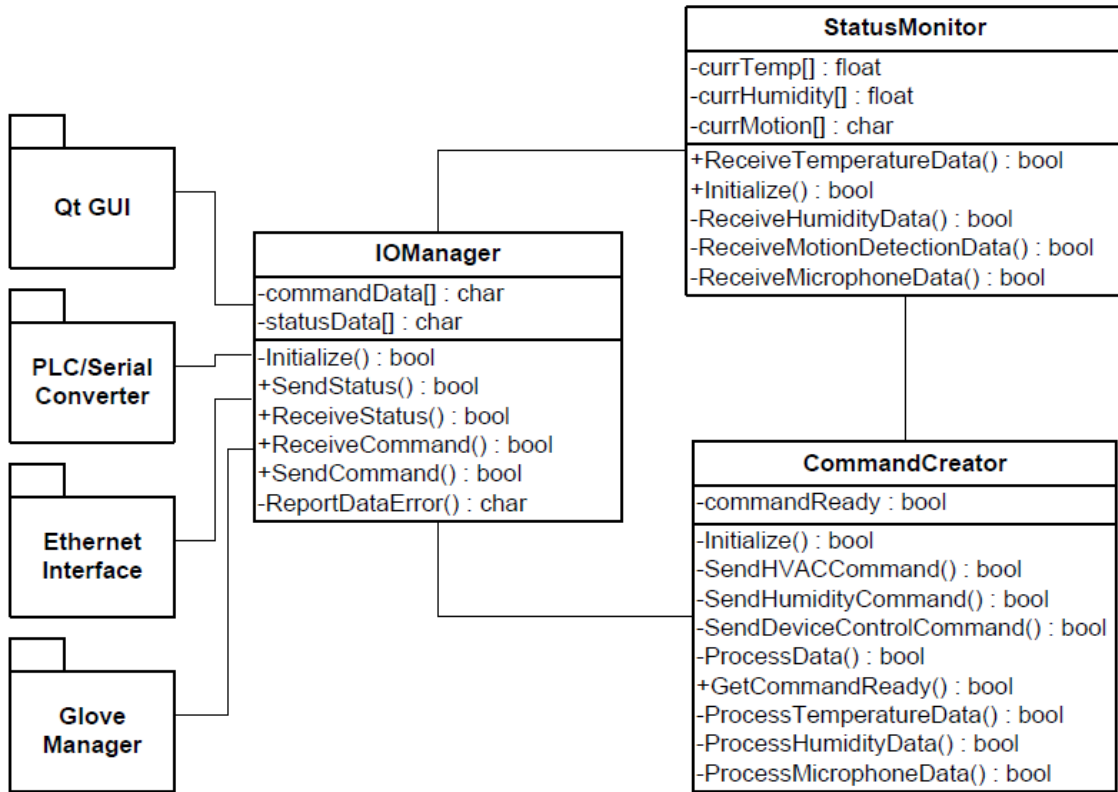 StatusMonitor
-currTemp[] : float
-currHumidity[] : float
-currMotion[] : char
+ReceiveTemperatureData() : bool
+Initialize() : bool
-ReceiveHumidityData() : bool
-ReceiveMotionDetectionData() : bool
-ReceiveMicrophoneData() : bool
Qt GUI
PLC/Serial
Converter
Ethernet
Interface
Glove
Manager
IOManager
-commandData[] : char
-statusData[] : char
-Initialize() : bool
+SendStatus() : bool
+ReceiveStatus() : bool
+ReceiveCommand() : bool
+SendCommand() : bool
-ReportDataError() : char
CommandCreator
-commandReady : bool
-Initialize() : bool
-SendHVACCommand() : bool
-SendHumidityCommand() : bool
-SendDeviceControlCommand() : bool
-ProcessData() : bool
+GetCommandReady() : bool
-ProcessTemperatureData() : bool
-ProcessHumidityData() : bool
-ProcessMicrophoneData() : bool